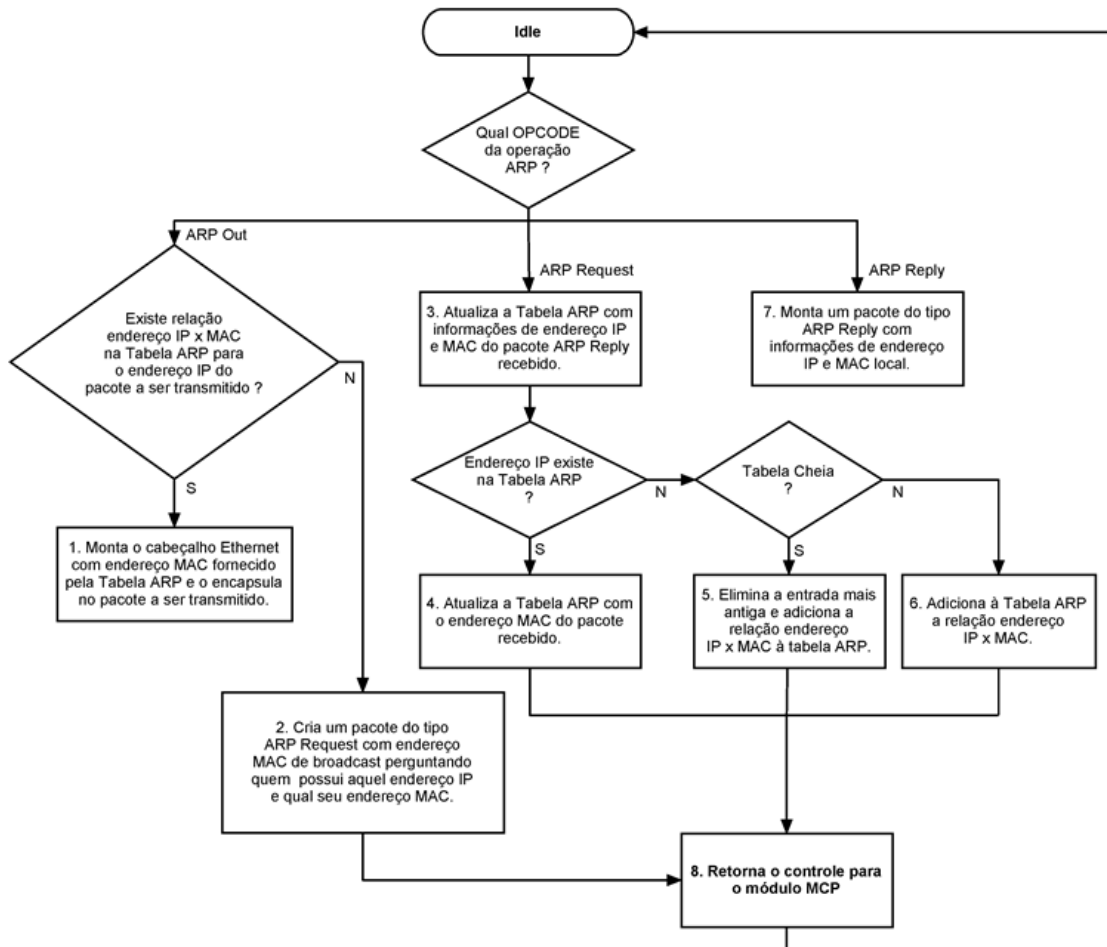 Idle
Qual OPCODE
da operação
ARP ?
ARP Out
ARP Request
ARP Reply
Existe relação
endereço IP x MAC
na Tabela ARP para
o endereço IP do
pacote a ser transmitido ?
N
S
3. Atualiza a Tabela ARP com
informações de endereço IP
e MAC do pacote ARP Reply
recebido.
7. Monta um pacote do tipo
ARP Reply com
informações de endereço
IP e MAC local.
Endereço IP existe
na Tabela ARP
?
N
S
Tabela Cheia
?
N
S
1. Monta o cabeçalho Ethernet
com endereço MAC fornecido
pela Tabela ARP e o encapsula
no pacote a ser transmitido.
4. Atualiza a Tabela ARP com
o endereço MAC do pacote
recebido.
5. Elimina a entrada mais
antiga e adiciona a
relação endereço
IP x MAC à tabela ARP.
6. Adiciona à Tabela ARP
a relação endereço
IP x MAC.
2. Cria um pacote do tipo
ARP Request com endereço
MAC de broadcast perguntando
quem possui aquel endereço IP
e qual seu endereço MAC.
8. Retorna o controle para
o módulo MCP